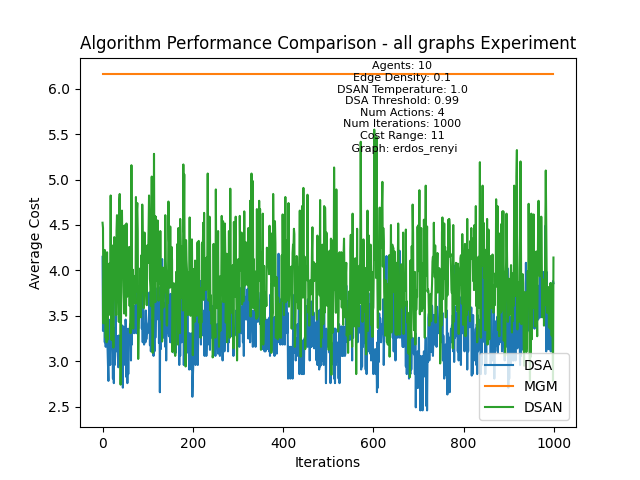 Algorithm Performance Comparison - all graphs Experiment
Agents: 10
Edge Density: 0.1
DSAN Temperature: 1.0
DSA Threshold: 0.99
Num Actions: 4
Num Iterations: 1000
Cost Range: 11
Graph: erdos_renyi
Average Cost
6.0
5.5
5.0
4.5
4.0
3.5
3.0
2.5
DSA
MGM
DSAN
0 200 400 600 800 1000
Iterations